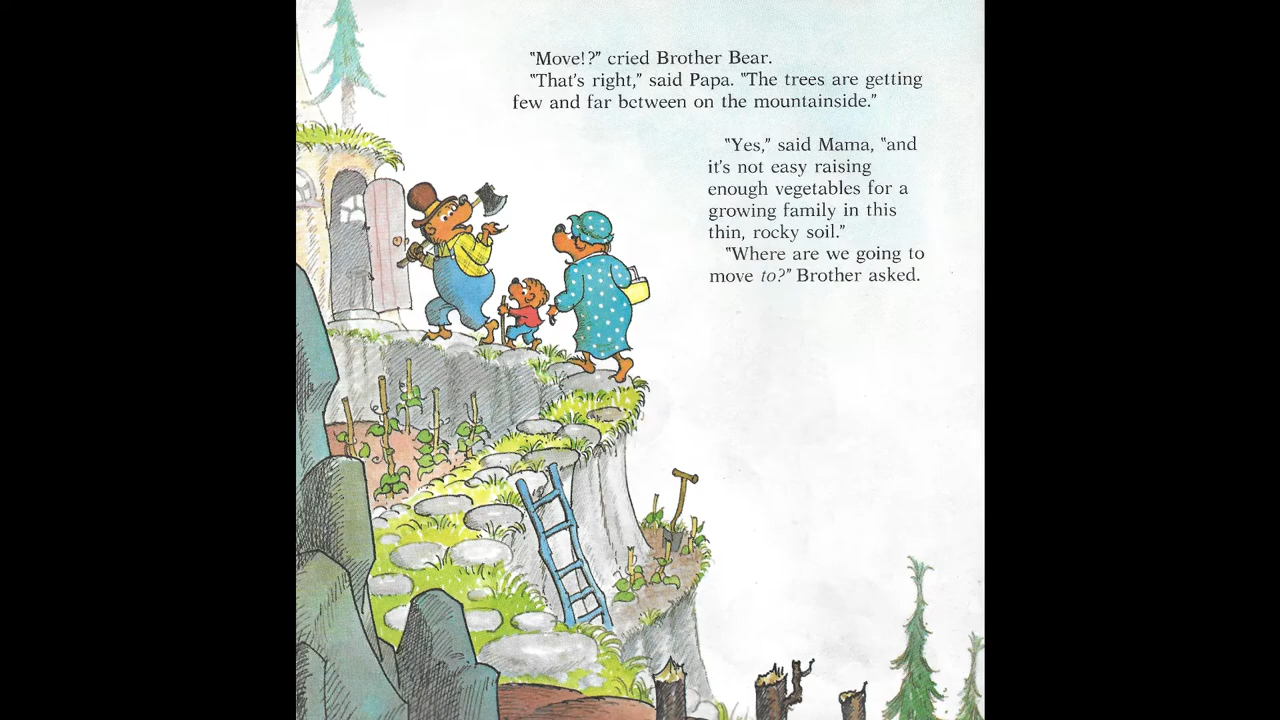 "Move!?" cried Brother Bear.
"That's right," said Papa. "The trees are getting
few and far between on the mountainside."
"Yes," said Mama, "and
it's not easy raising
enough vegetables for a
growing family in this
thin, rocky soil."
"Where are we going to
move to?" Brother asked.